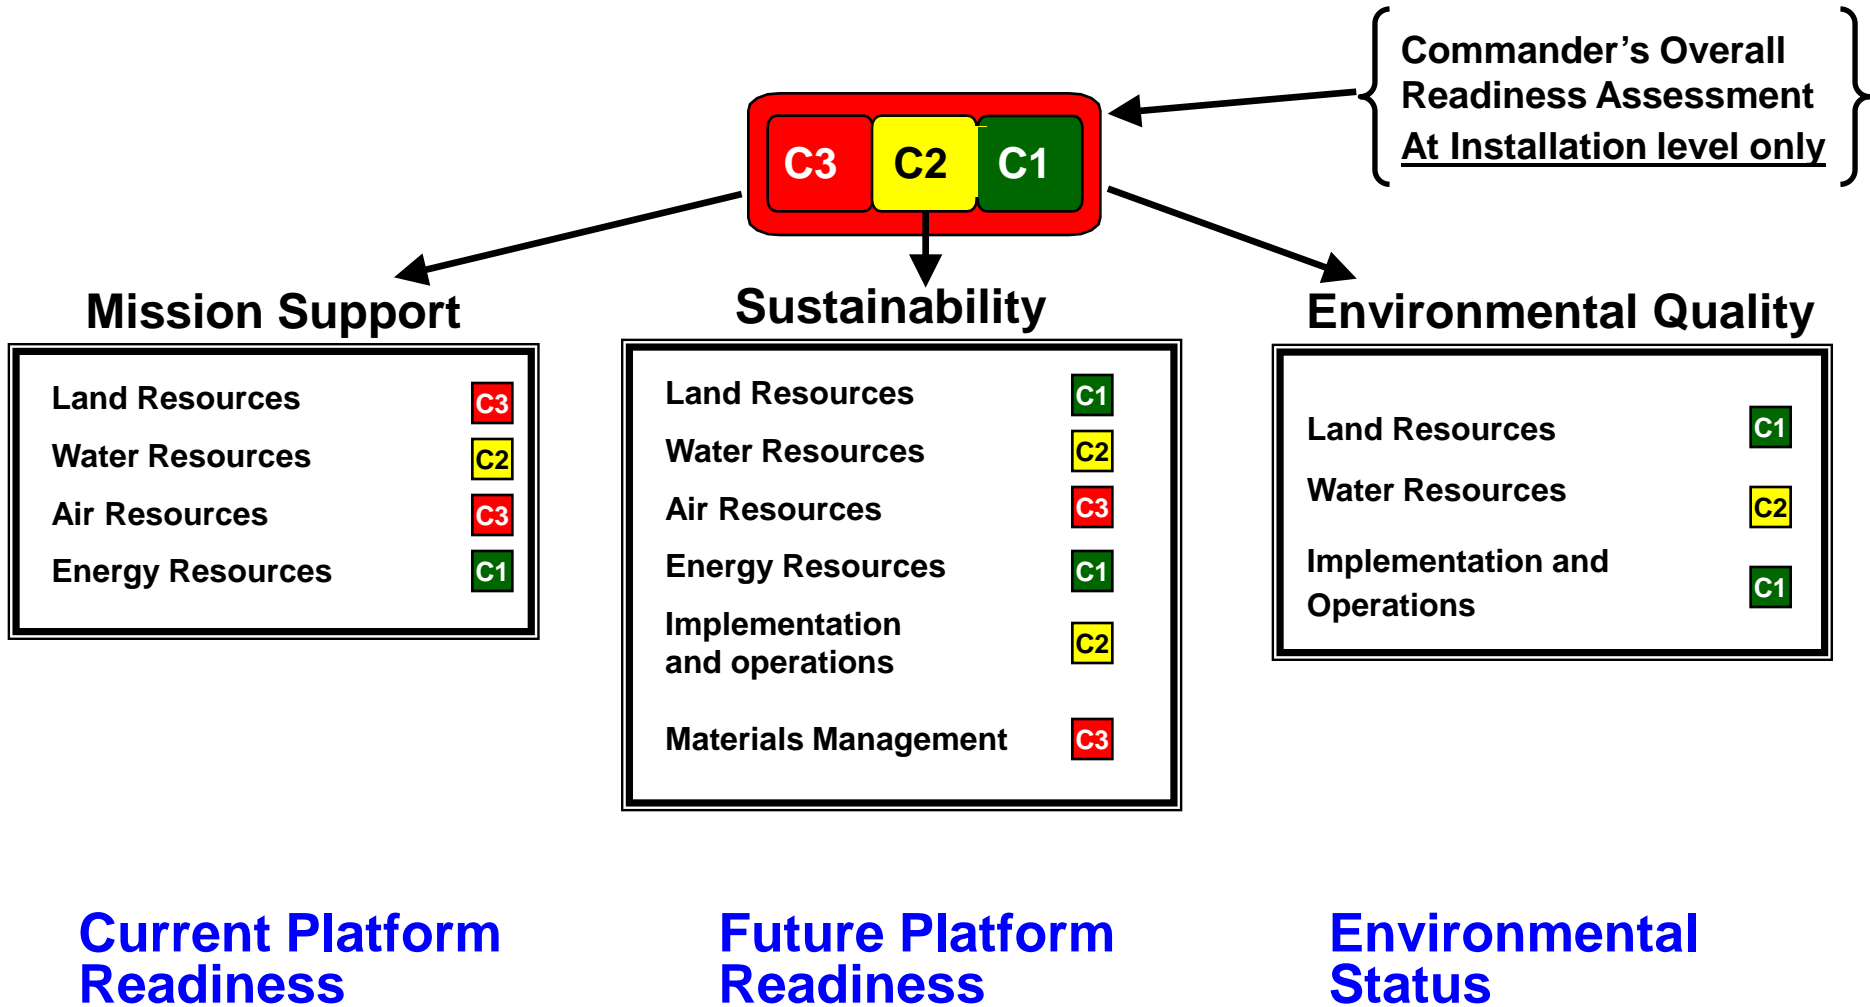 Commander’s Overall
Readiness Assessment
At Installation level only
C3 C2 C1
Mission Support
Land Resources C3
Water Resources C2
Air Resources C3
Energy Resources C1
Sustainability
Land Resources C1
Water Resources C2
Air Resources C3
Energy Resources C1
Implementation
and operations C2
Materials Management C3
Environmental Quality
Land Resources C1
Water Resources C2
Implementation and
Operations C1
Current Platform
Readiness
Future Platform
Readiness
Environmental
Status